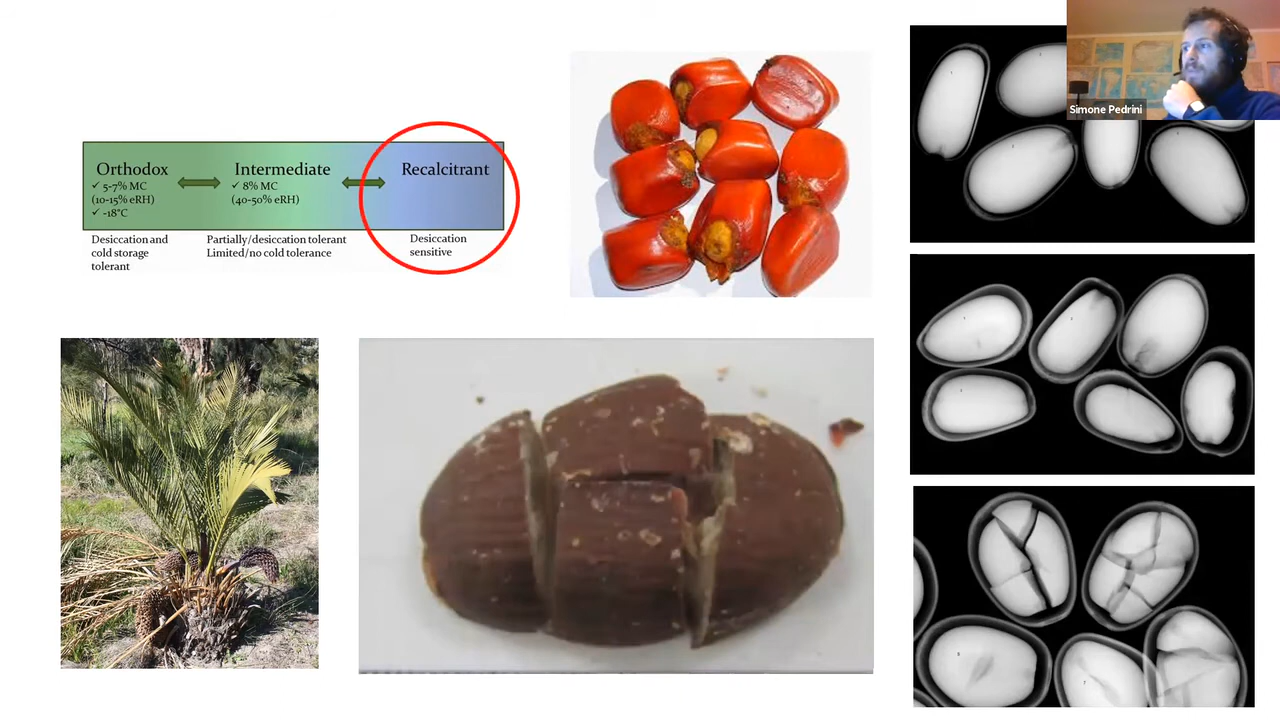 Orthodox
✓ 5-7% MC
(10-15% eRH)
✓ -18°C
Intermediate
✓ 8% MC
(40-50% eRH)
Recalcitrant
Desiccation and
cold storage
tolerant
Partially/desiccation tolerant
Limited/no cold tolerance
Desiccation
sensitive
Simone Pedrini